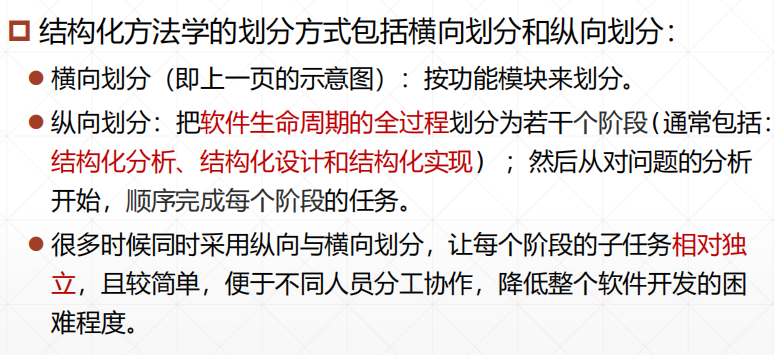 结构化方法学的划分方式包括横向划分和纵向划分：
横向划分（即上一页的示意图）：按功能模块来划分。
纵向划分：把软件生命周期的全过程划分为若干个阶段(通常包括：
结构化分析、结构化设计和结构化实现)；然后从对问题的分析
开始，顺序完成每个阶段的任务。
很多时候同时采用纵向与横向划分，让每个阶段的子任务相对独
立，且较简单，便于不同人员分工协作，降低整个软件开发的困
难程度。